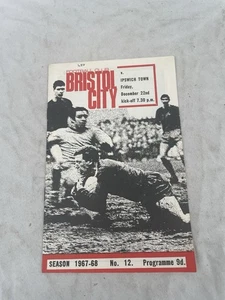 BRISTOL
CITY
v.
IPSWICH TOWN
Friday,
December 22nd
kick-off 7.30 p.m.
SEASON 1967-68 No. 12. Programme 9d.